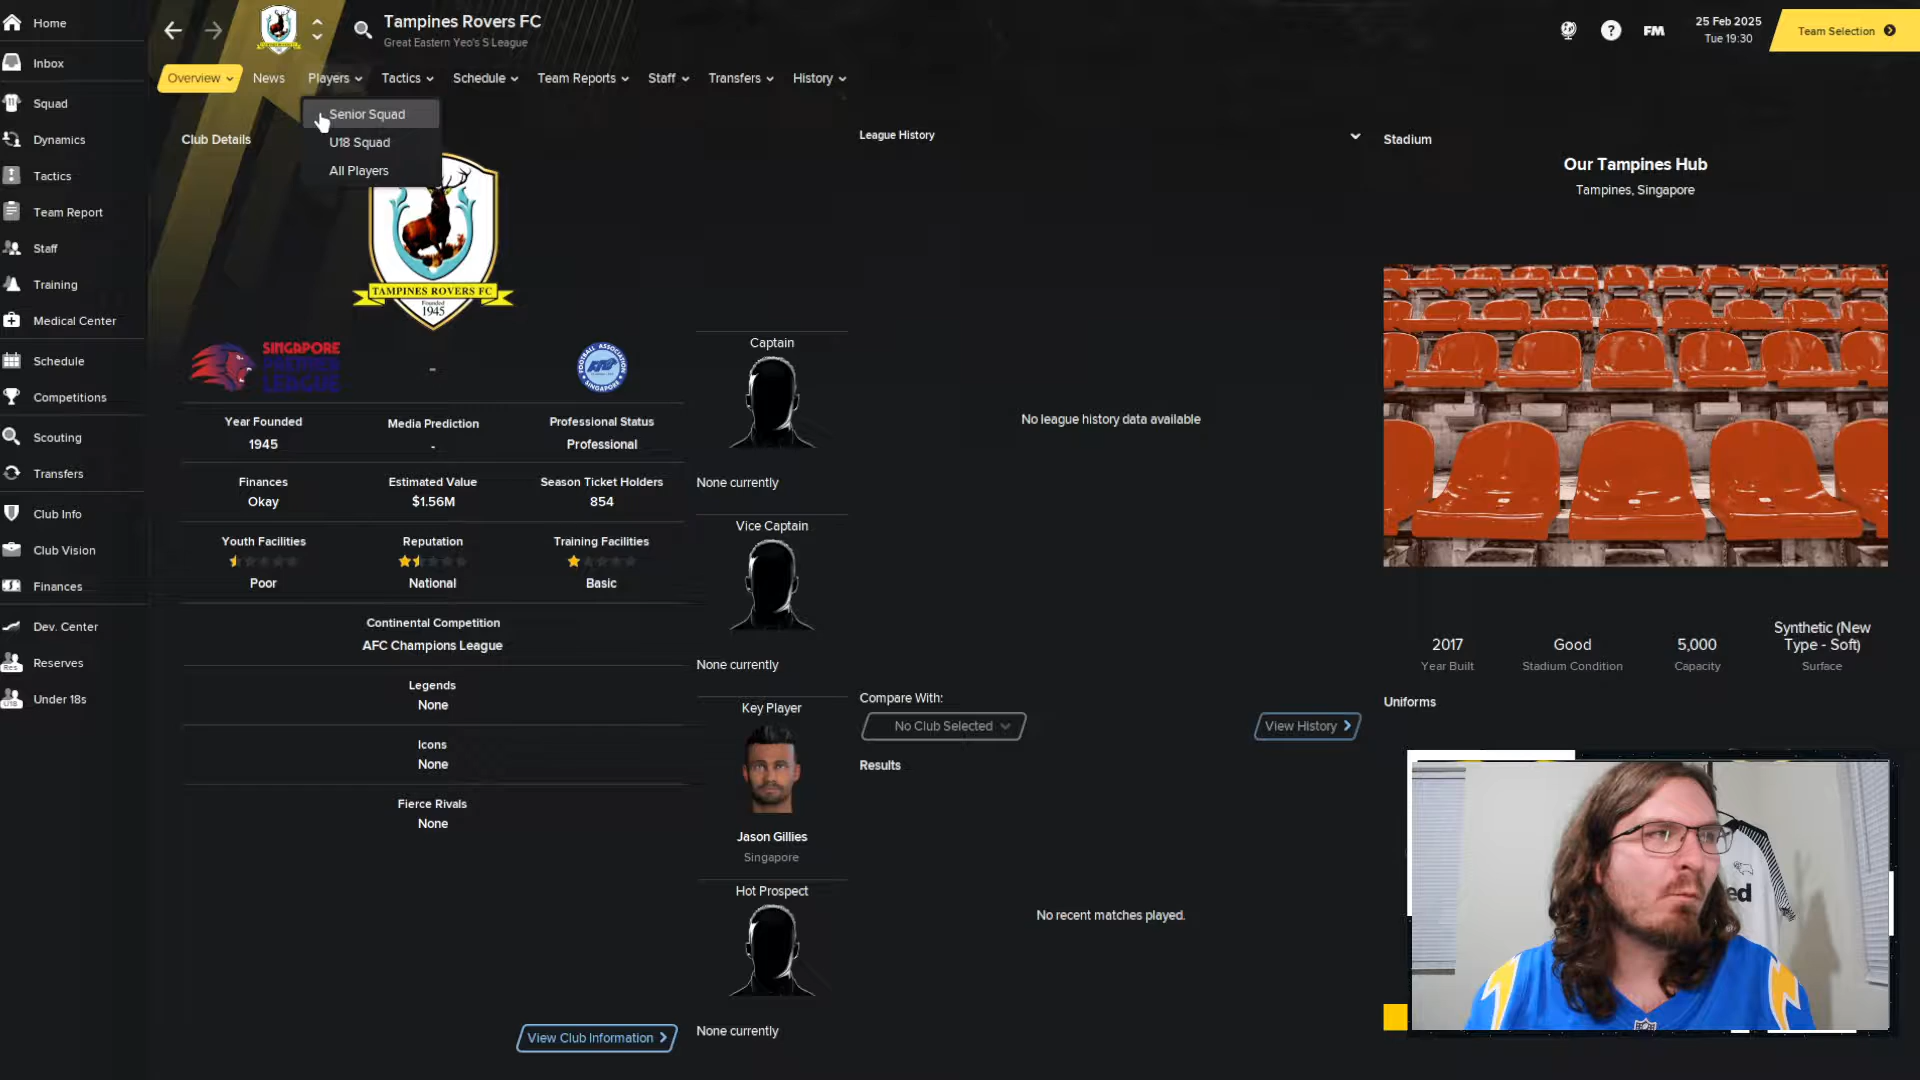 Home
Inbox
Squad
Dynamics
Tactics
Team Report
Staff
Training
Medical Center
Schedule
Competitions
Scouting
Transfers
Club Info
Club Vision
Finances
Dev. Center
Reserves
Under 18s
Tampines Rovers FC
Great Eastern Yeo's S League
FM
25 Feb 2025
Tue 19:30
Team Selection
Overview
News
Players
Tactics
Schedule
Team Reports
Staff
Transfers
History
Senior Squad
U18 Squad
All Players
Club Details
TAMPINES ROVERS FC
Founded
1945
SINGAPORE
PREMIER
LEAGUE
-
Year Founded
1945
Media Prediction
-
Professional Status
Professional
Finances
Okay
Estimated Value
$1.56M
Season Ticket Holders
854
Youth Facilities
Poor
Reputation
National
Training Facilities
Basic
Continental Competition
AFC Champions League
Legends
None
Icons
None
Fierce Rivals
None
View Club Information
Captain
None currently
Vice Captain
None currently
Key Player
Jason Gillies
Singapore
Hot Prospect
None currently
League History
No league history data available
Compare With:
No Club Selected
View History
Results
No recent matches played.
Stadium
Our Tampines Hub
Tampines, Singapore
2017
Year Built
Good
Stadium Condition
5,000
Capacity
Synthetic (New
Type - Soft)
Surface
Uniforms
ed